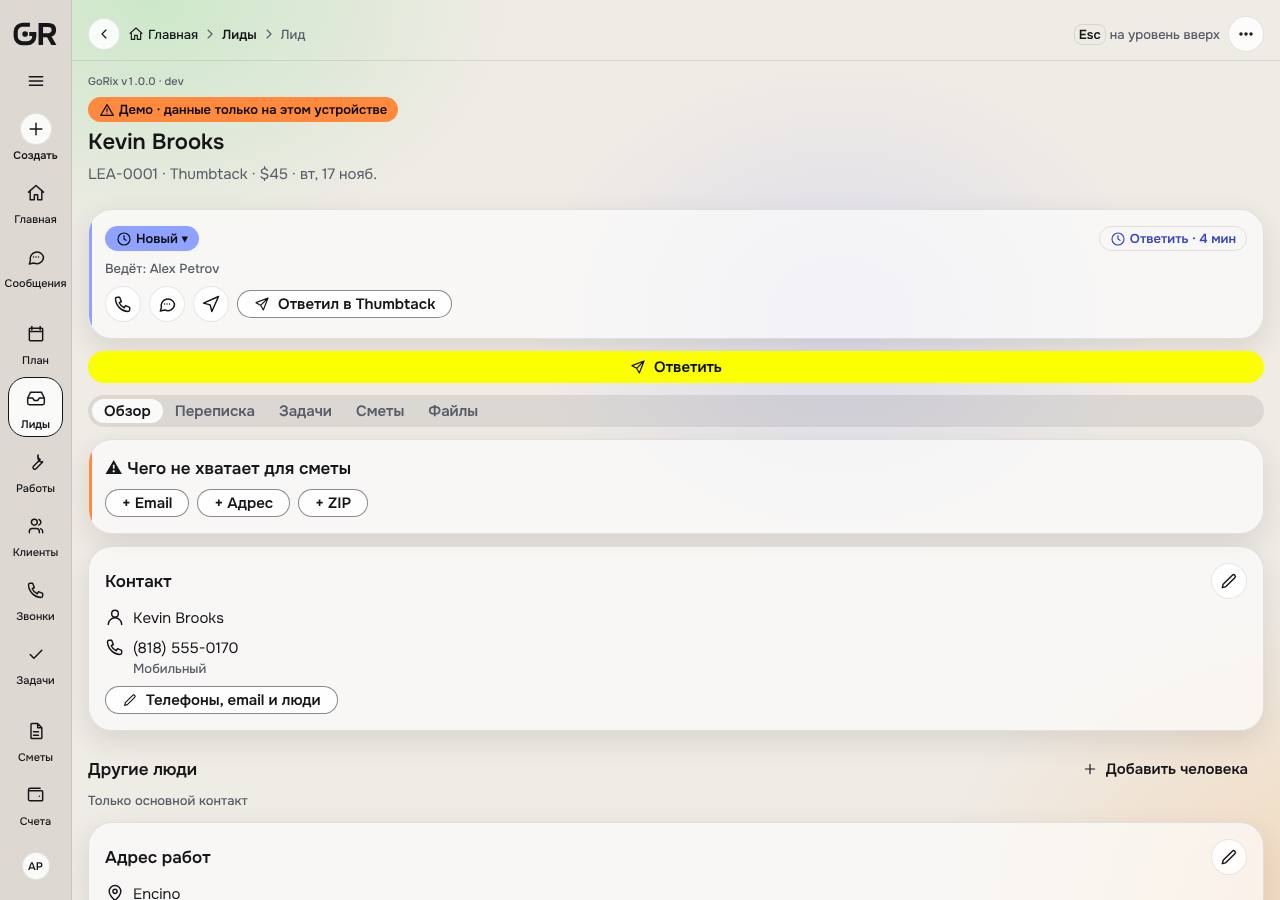 GR
Главная
Лиды
Лид
Esc на уровень вверх
GoRix v1.0.0 · dev
Демо · данные только на этом устройстве
Kevin Brooks
LEA-0001 · Thumbtack · $45 · вт, 17 нояб.
Новый ▾
Ответить · 4 мин
Ведёт: Alex Petrov
Ответил в Thumbtack
Ответить
Обзор
Переписка
Задачи
Сметы
Файлы
Чего не хватает для сметы
+ Email
+ Адрес
+ ZIP
Контакт
Kevin Brooks
(818) 555-0170
Мобильный
Телефоны, email и люди
Другие люди
Добавить человека
Только основной контакт
Адрес работ
Encino
Создать
Главная
Сообщения
План
Лиды
Работы
Клиенты
Звонки
Задачи
Сметы
Счета
AP